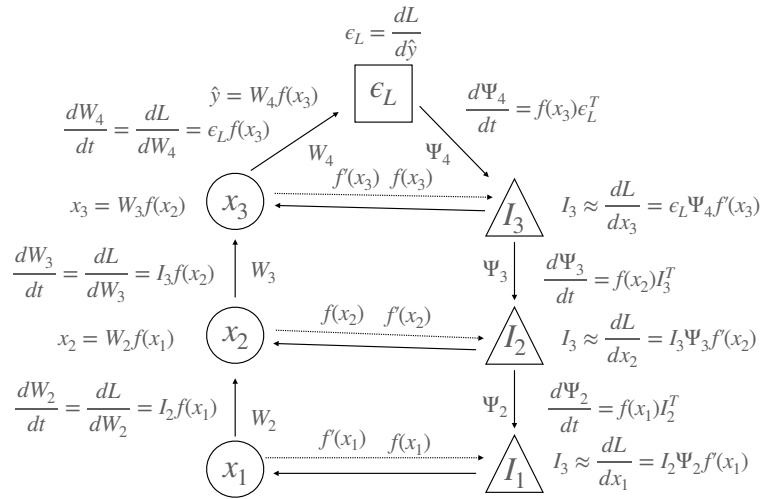 ϵ_L = dL/dŷ
ϵ_L
ŷ = W_4 f(x_3)
dΨ_4/dt = f(x_3)ϵ_L^T
dW_4/dt = dL/dW_4 = ϵ_L f(x_3)
W_4
Ψ_4
f′(x_3) f(x_3)
x_3 = W_3 f(x_2)
x_3
I_3
I_3 ≈ dL/dx_3 = ϵ_L Ψ_4 f′(x_3)
dW_3/dt = dL/dW_3 = I_3 f(x_2)
W_3
Ψ_3
dΨ_3/dt = f(x_2)I_3^T
f(x_2) f′(x_2)
x_2 = W_2 f(x_1)
x_2
I_2
I_3 ≈ dL/dx_2 = I_3 Ψ_3 f′(x_2)
dW_2/dt = dL/dW_2 = I_2 f(x_1)
W_2
Ψ_2
dΨ_2/dt = f(x_1)I_2^T
f′(x_1) f(x_1)
x_1
I_1
I_3 ≈ dL/dx_1 = I_2 Ψ_2 f′(x_1)